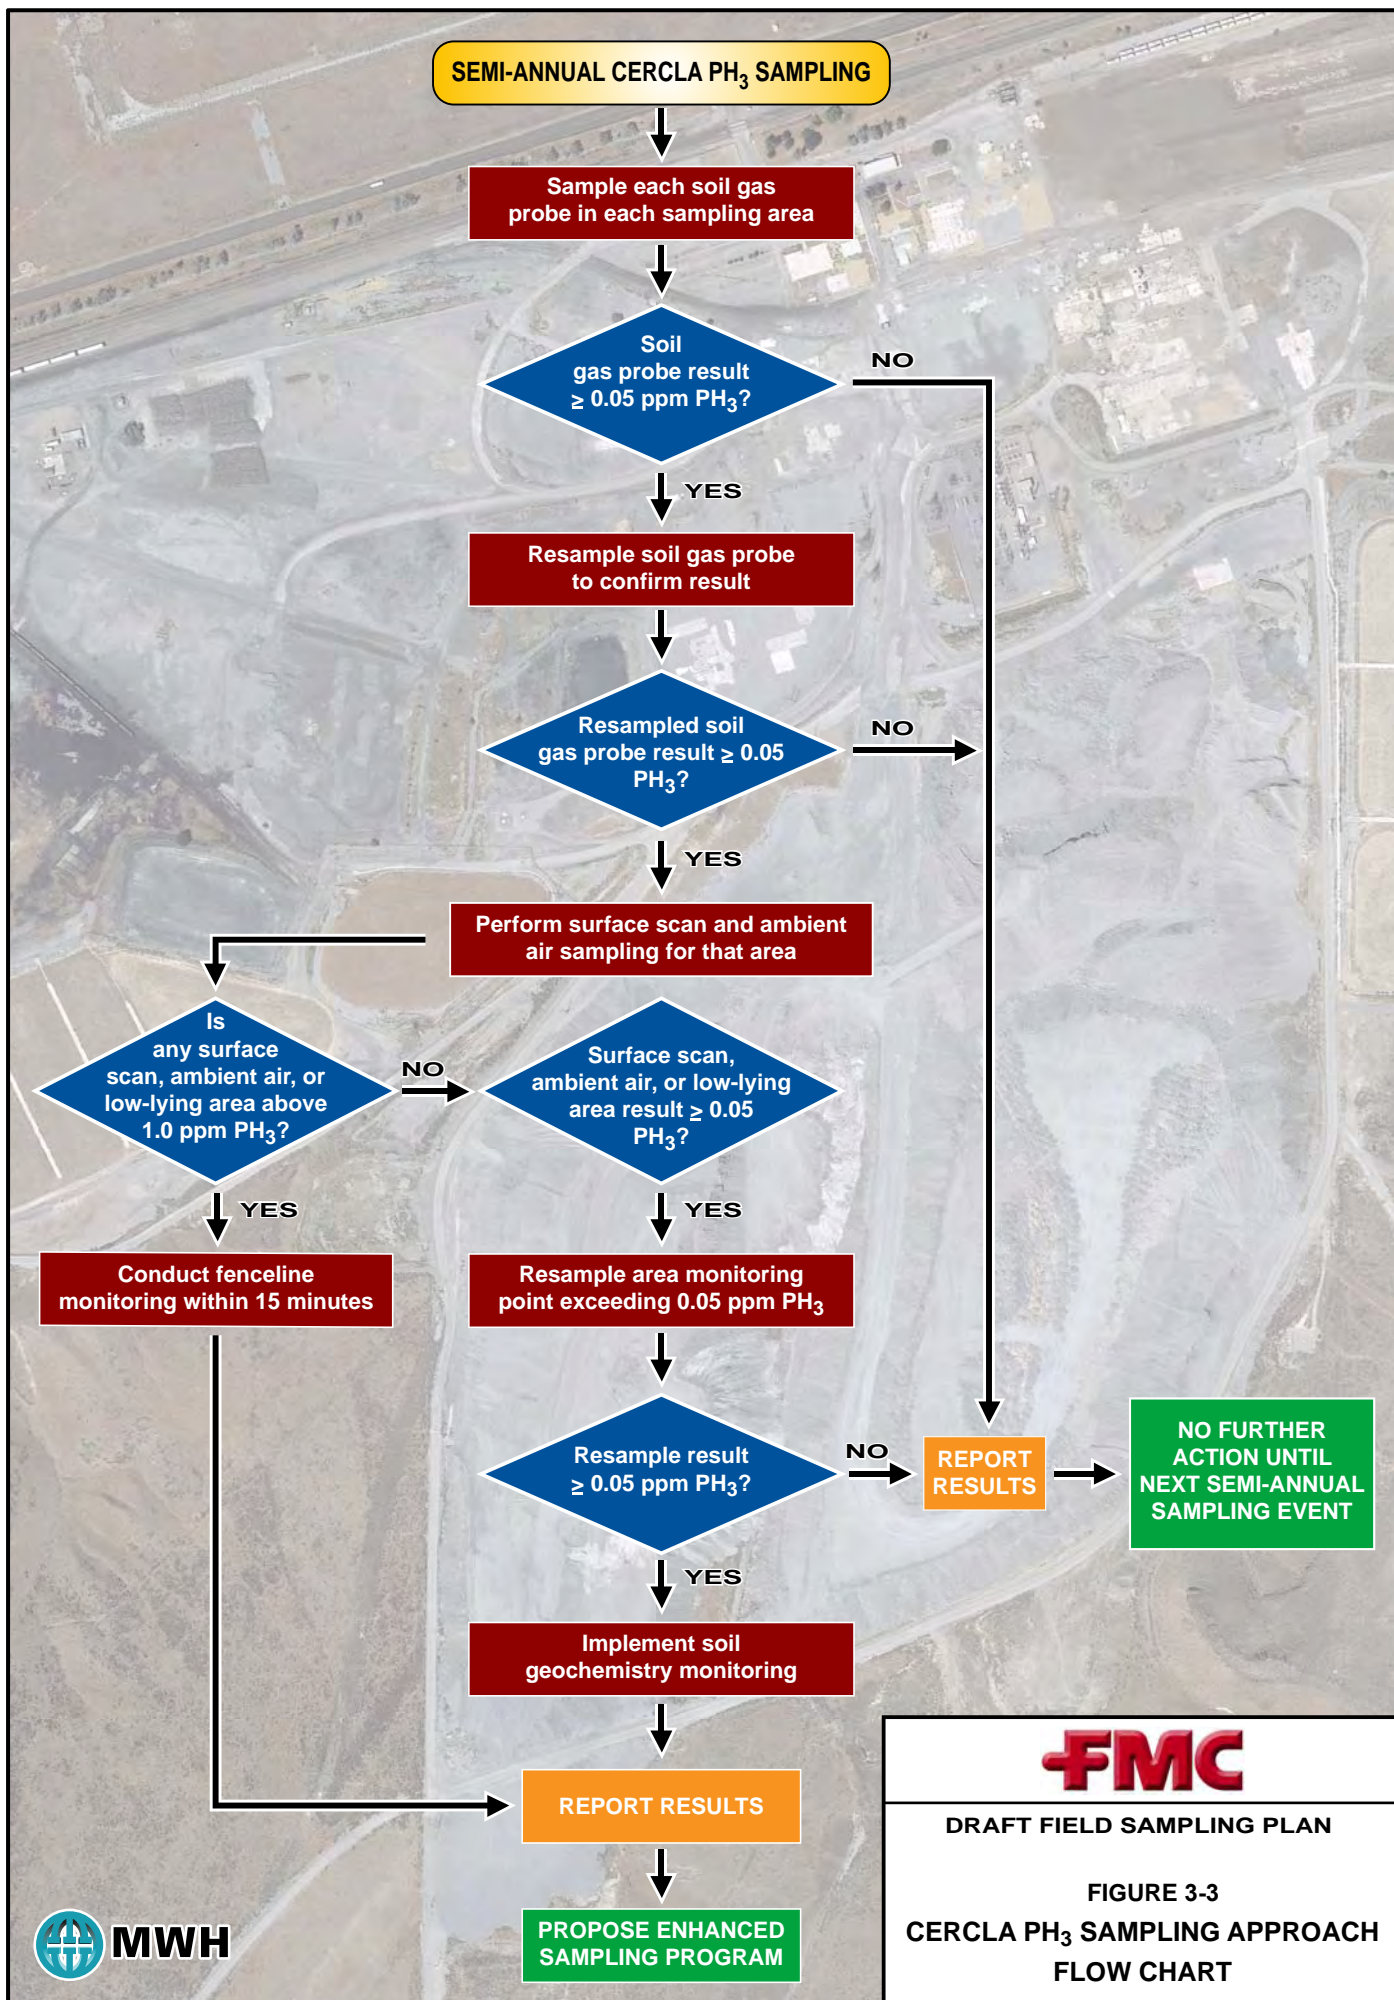 SEMI-ANNUAL CERCLA PH₃ SAMPLING
Sample each soil gas
probe in each sampling area
Soil
gas probe result
≥ 0.05 ppm PH₃?
NO
YES
Resample soil gas probe
to confirm result
Resampled soil
gas probe result ≥ 0.05
PH₃?
NO
YES
Perform surface scan and ambient
air sampling for that area
Is
any surface
scan, ambient air, or
low-lying area above
1.0 ppm PH₃?
NO
Surface scan,
ambient air, or low-lying
area result ≥ 0.05
PH₃?
YES
YES
Conduct fenceline
monitoring within 15 minutes
Resample area monitoring
point exceeding 0.05 ppm PH₃
Resample result
≥ 0.05 ppm PH₃?
NO
REPORT
RESULTS
NO FURTHER
ACTION UNTIL
NEXT SEMI-ANNUAL
SAMPLING EVENT
YES
Implement soil
geochemistry monitoring
REPORT RESULTS
PROPOSE ENHANCED
SAMPLING PROGRAM
MWH
FMC
DRAFT FIELD SAMPLING PLAN
FIGURE 3-3
CERCLA PH₃ SAMPLING APPROACH
FLOW CHART